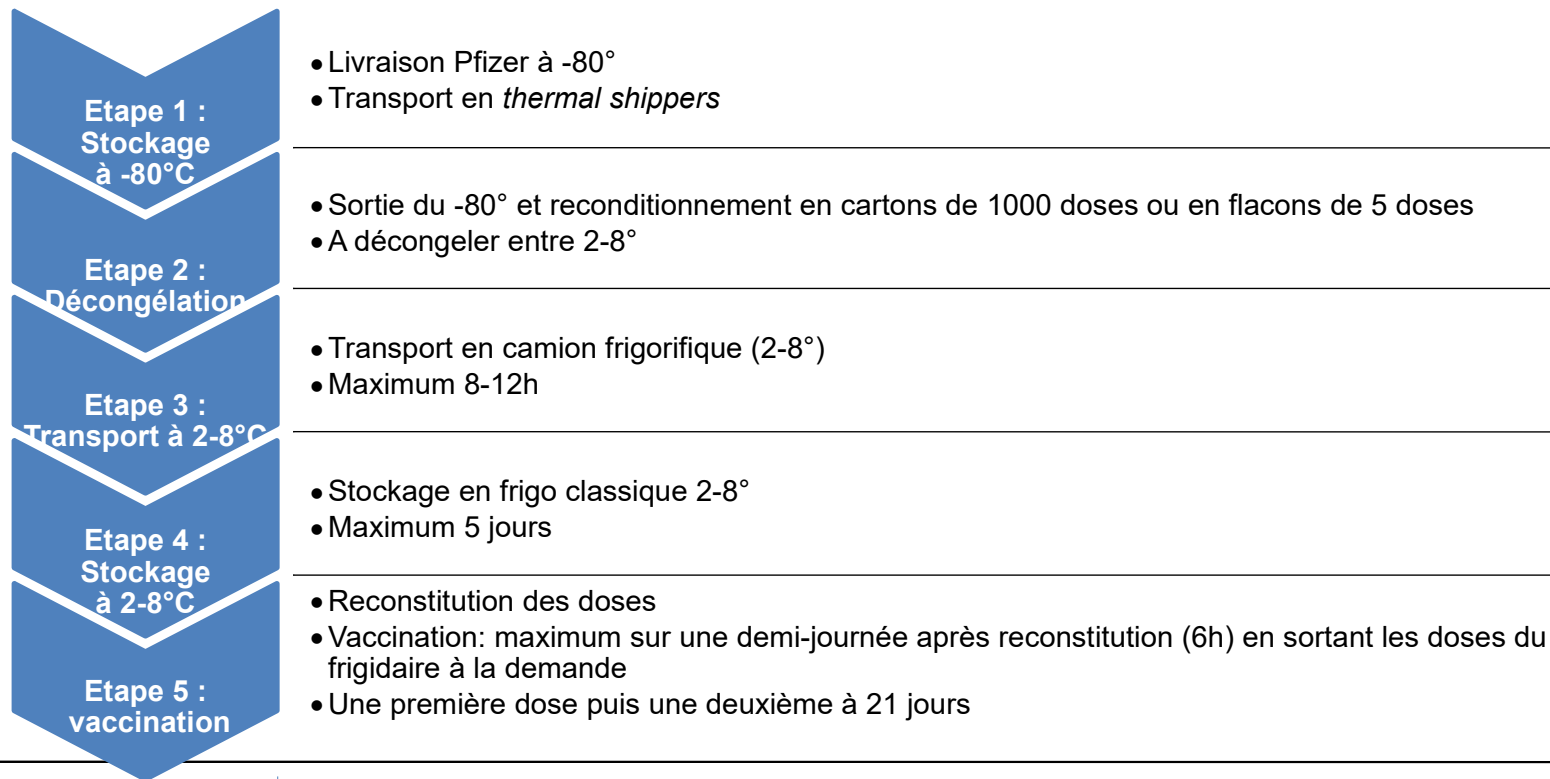 Etape 1 :
Stockage
à -80°C
• Livraison Pfizer à -80°
• Transport en thermal shippers
Etape 2 :
Décongélation
• Sortie du -80° et reconditionnement en cartons de 1000 doses ou en flacons de 5 doses
• A décongeler entre 2-8°
Etape 3 :
Transport à 2-8°C
• Transport en camion frigorifique (2-8°)
• Maximum 8-12h
Etape 4 :
Stockage
à 2-8°C
• Stockage en frigo classique 2-8°
• Maximum 5 jours
Etape 5 :
vaccination
• Reconstitution des doses
• Vaccination: maximum sur une demi-journée après reconstitution (6h) en sortant les doses du
frigidaire à la demande
• Une première dose puis une deuxième à 21 jours